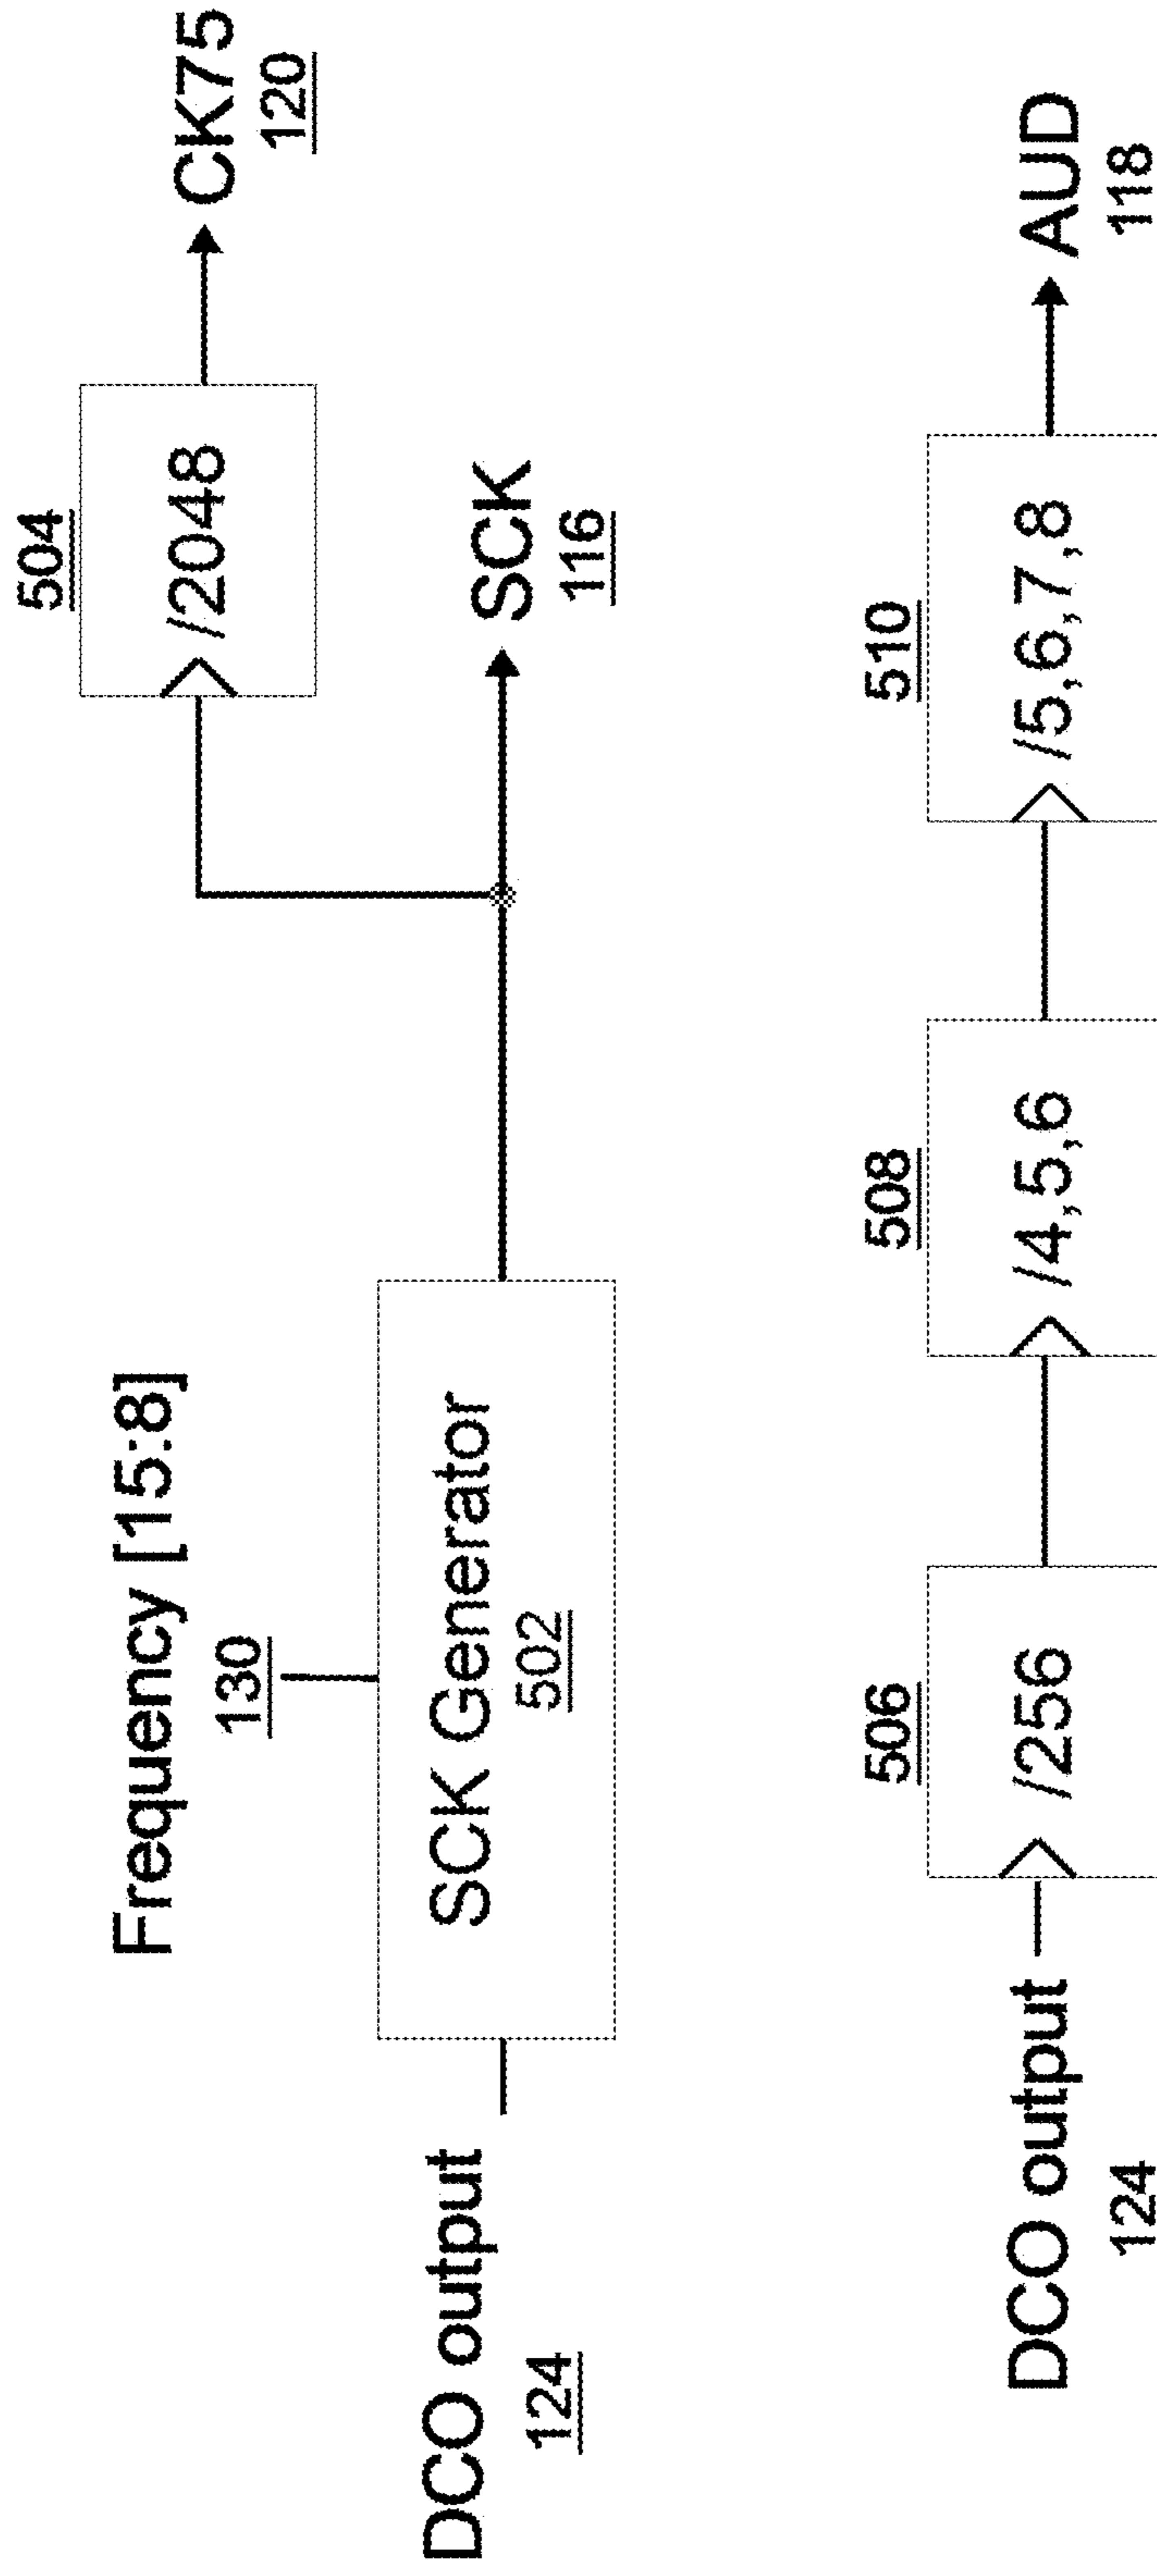 Frequency [15:8]
130
504
/2048
CK75
120
DCO output
124
SCK Generator
502
SCK
116
DCO output
124
506
/256
508
/4,5,6
510
/5,6,7,8
AUD
118